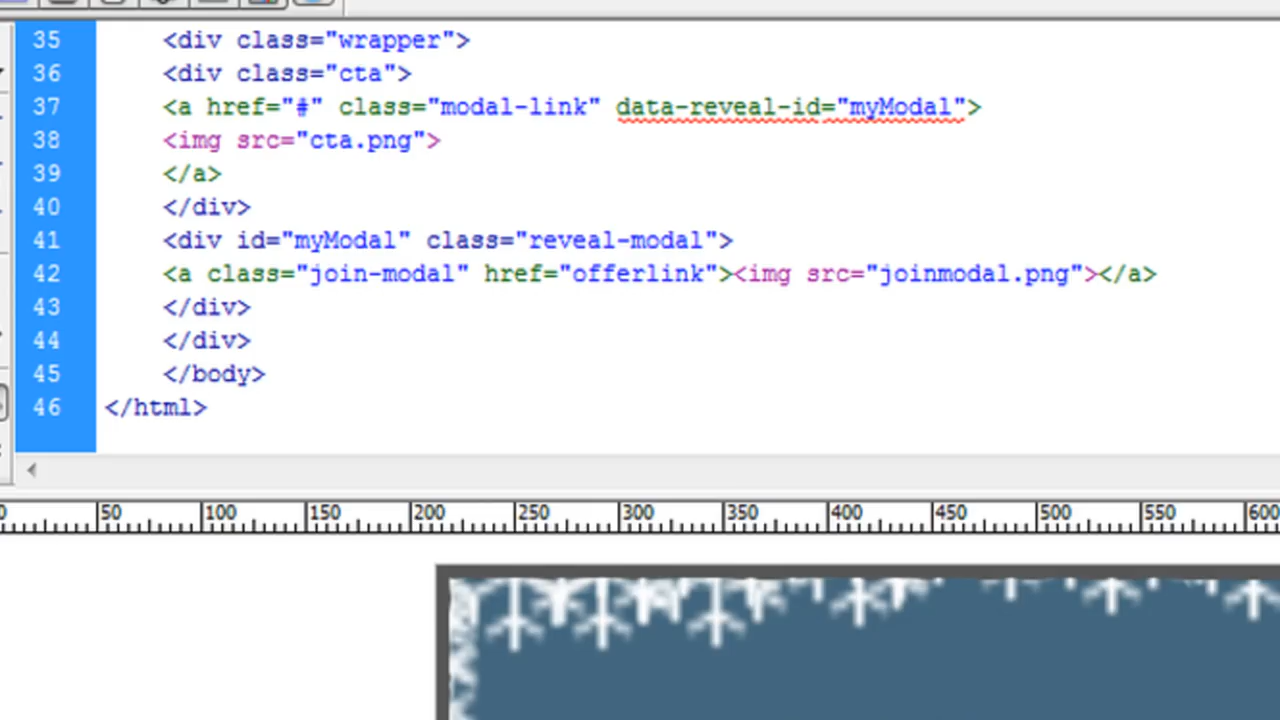 35 <div class="wrapper">
36 <div class="cta">
37 <a href="#" class="modal-link" data-reveal-id="myModal">
38 <img src="cta.png">
39 </a>
40 </div>
41 <div id="myModal" class="reveal-modal">
42 <a class="join-modal" href="offerlink"><img src="joinmodal.png"></a>
43 </div>
44 </div>
45 </body>
46 </html>
50 100 150 200 250 300 350 400 450 500 550 600